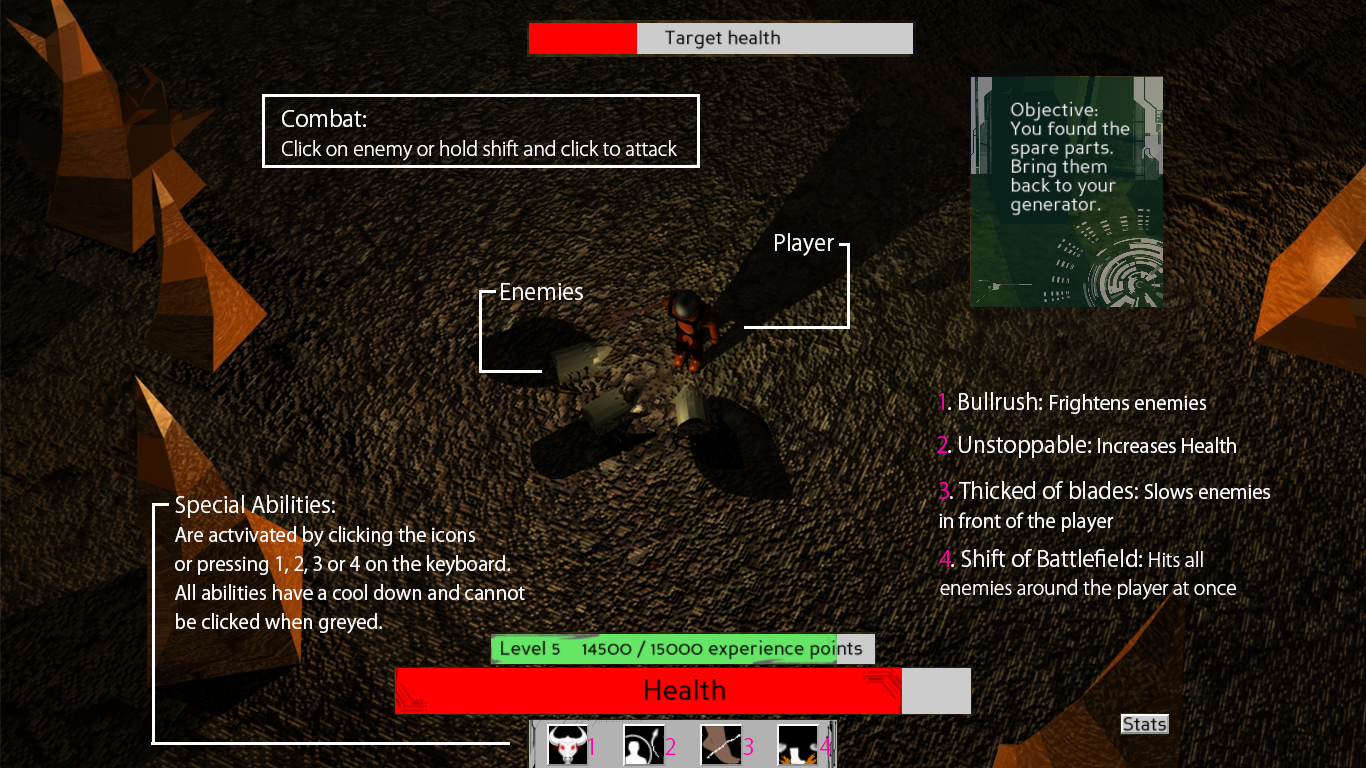 Target health
Combat:
Click on enemy or hold shift and click to attack
Objective:
You found the
spare parts.
Bring them
back to your
generator.
Player
Enemies
1. Bullrush: Frightens enemies
2. Unstoppable: Increases Health
3. Thicked of blades: Slows enemies
in front of the player
4. Shift of Battlefield: Hits all
enemies around the player at once
Special Abilities:
Are actvivated by clicking the icons
or pressing 1, 2, 3 or 4 on the keyboard.
All abilities have a cool down and cannot
be clicked when greyed.
Level 5 14500 / 15000 experience points
Health
Stats
1 2 3 4